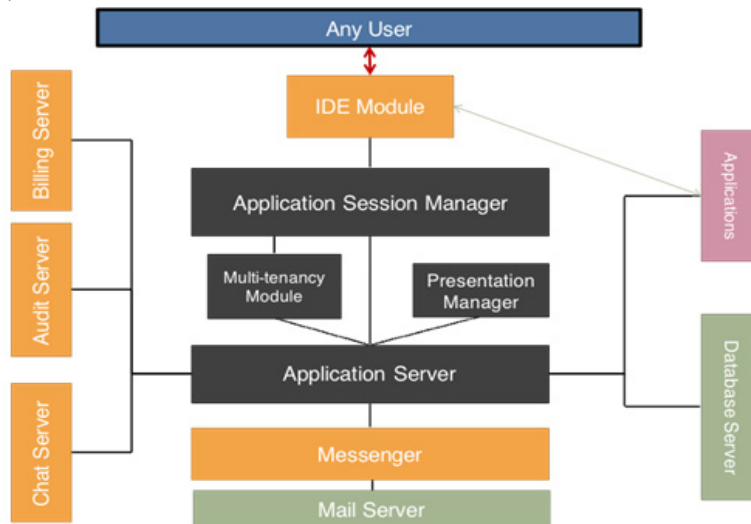 Any User
IDE Module
Billing Server
Applications
Application Session Manager
Audit Server
Multi-tenancy
Module
Presentation
Manager
Application Server
Database Server
Chat Server
Messenger
Mail Server